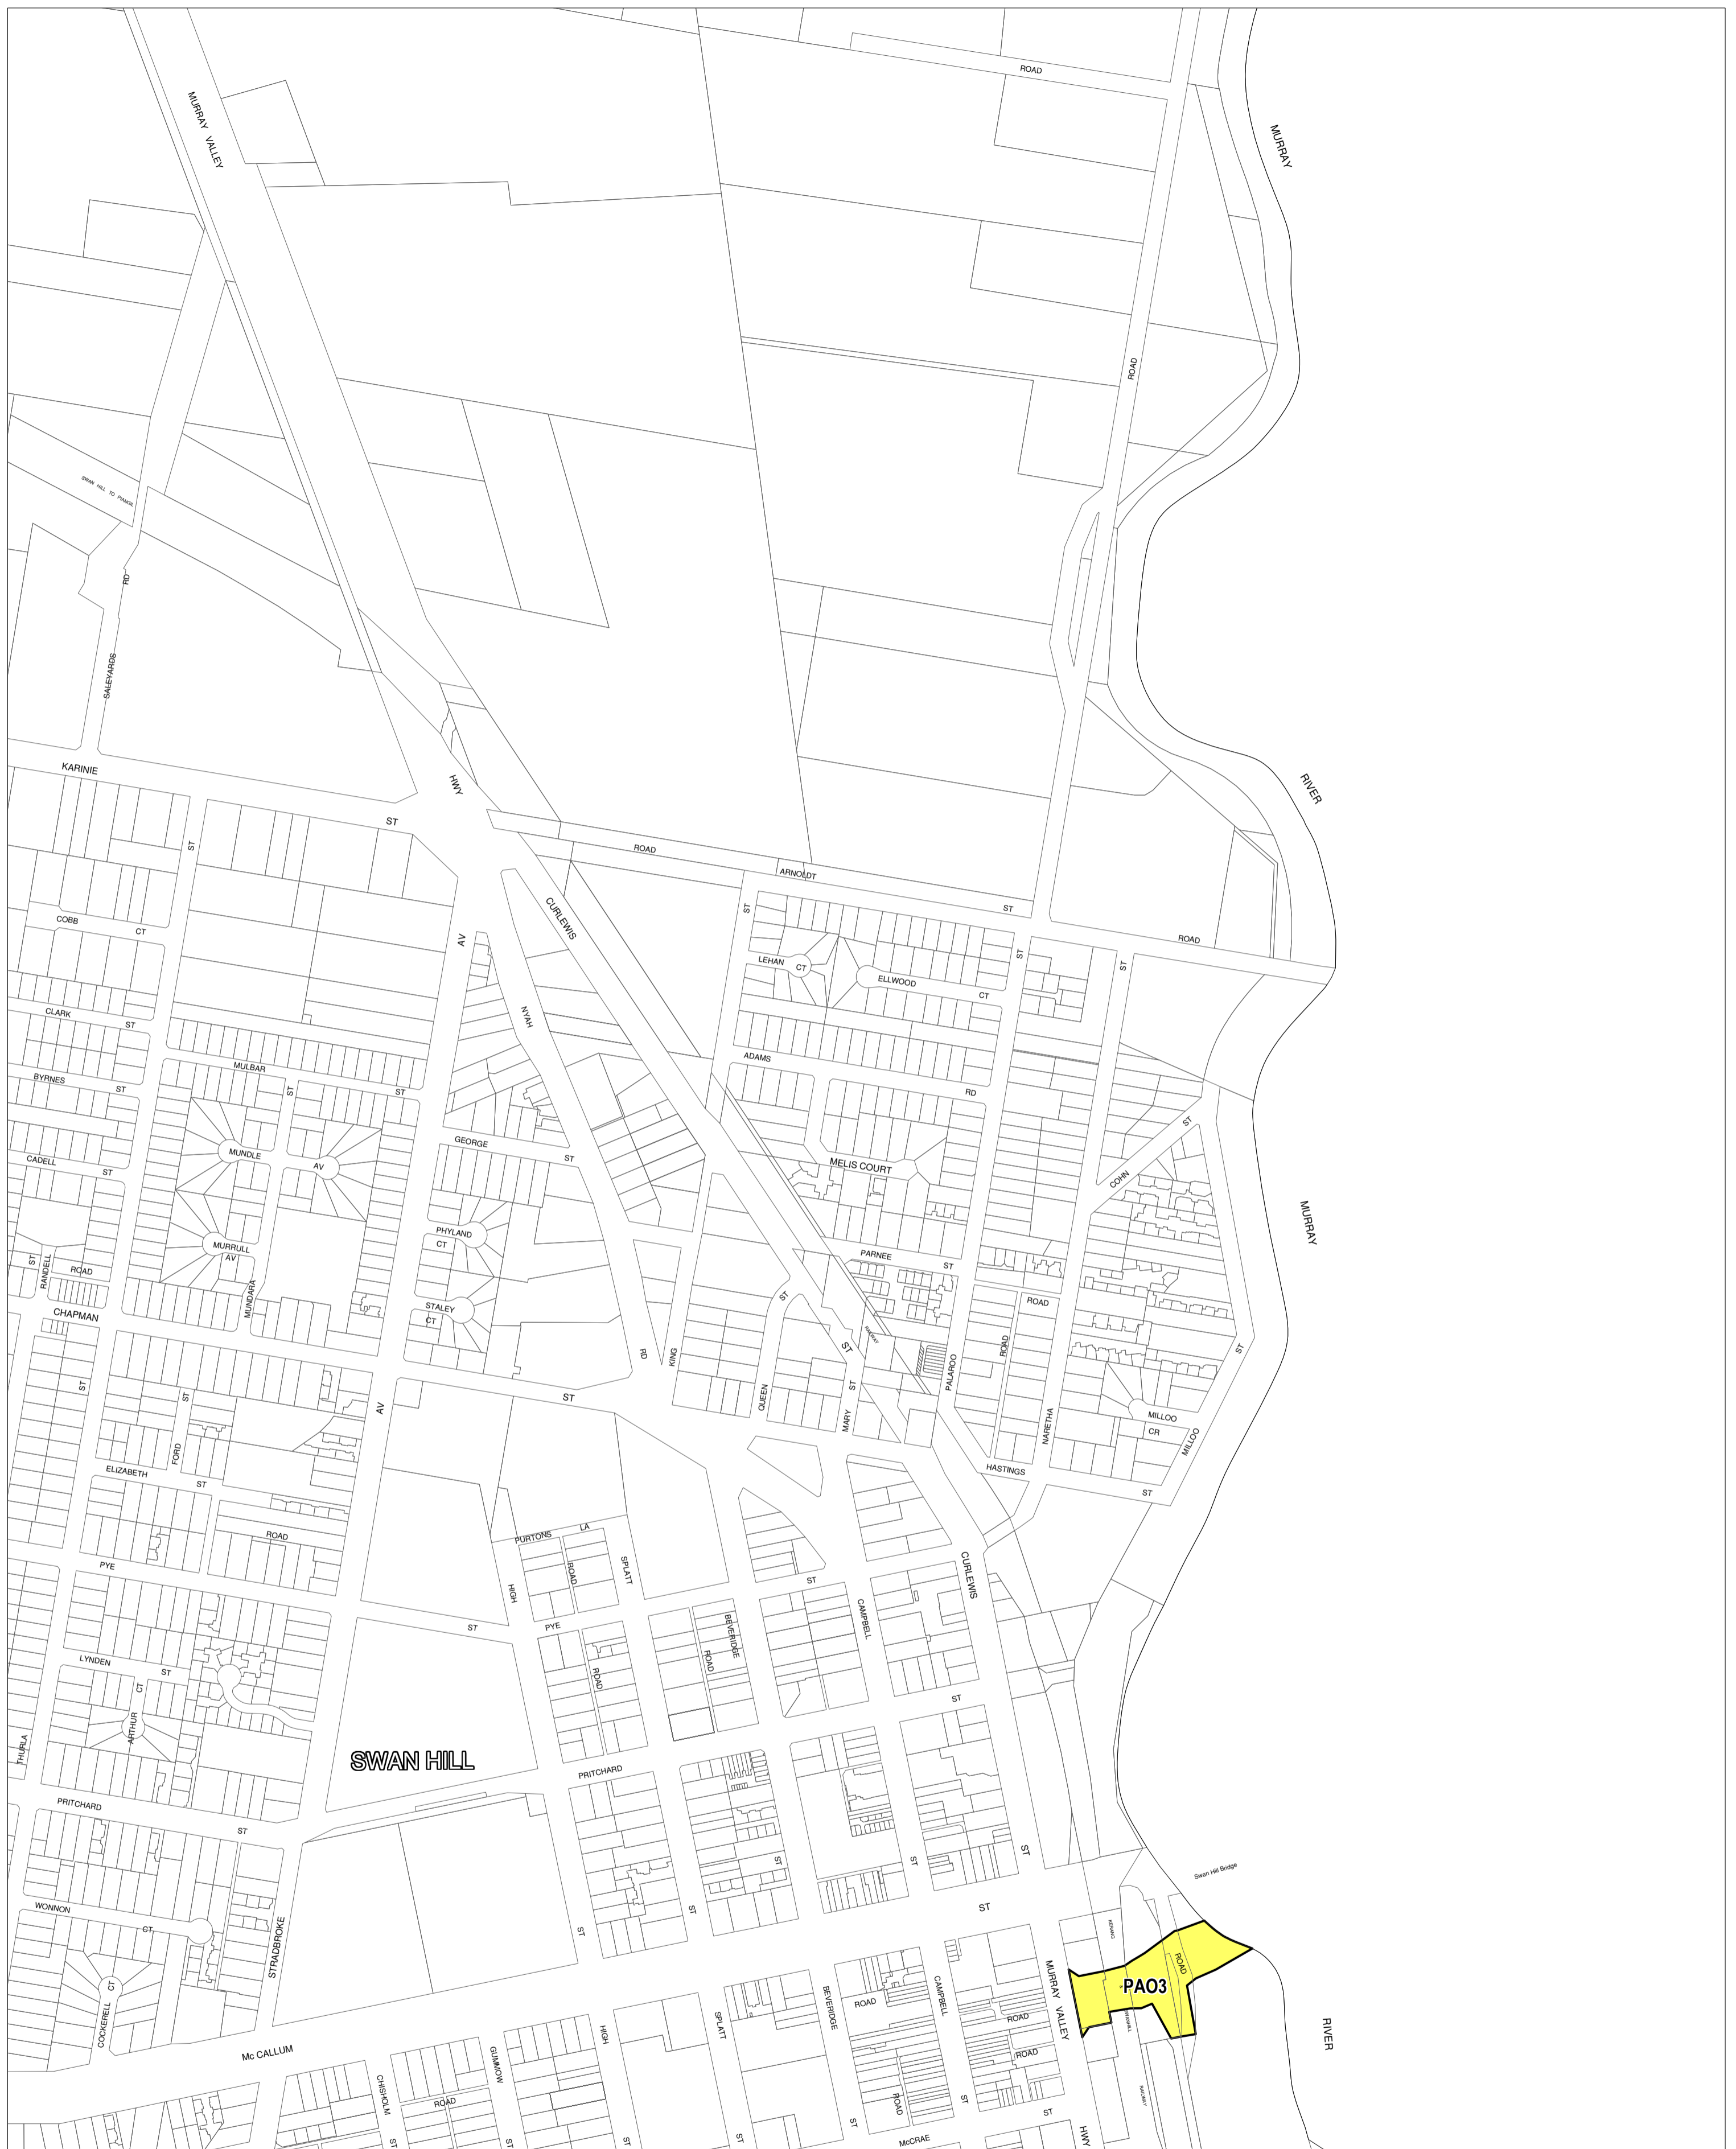 ROAD
MURRAY
MURRAY VALLEY
ROAD
SWAN HILL TO PIANGIL
RD
SALEYARDS
KARINIE
ST
HWY
RIVER
ST
ROAD
ARNOLDT
ST
ROAD
COBB
CT
AV
CURLEWIS
ST
LEHAN
CT
ELLWOOD
CT
ST
ST
CLARK
ST
NYAH
MULBAR
ST
ST
ADAMS
RD
BYRNES
ST
GEORGE
ST
MUNDLE
AV
MELIS COURT
COHN
ST
CADELL
ST
PHYLAND
CT
MURRULL
AV
MURRAY
PARNEE
ST
ST
RANDELL
ROAD
MUNDARA
CHAPMAN
STALEY
CT
ST
ST
RAILWAY
ROAD
ROAD
PALAROO
ST
RD
KING
ST
ST
AV
ST
QUEEN
ST
MARY
NARETHA
MILLOO
CR
MILLOO
FORD
ELIZABETH
ST
HASTINGS
ST
ROAD
PURTONS
LA
PYE
HIGH
ROAD
SPLATT
ST
CURLEWIS
ST
PYE
ROAD
BEVERIDGE
ROAD
CAMPBELL
ST
LYNDEN
ST
CT
ARTHUR
THURLA
SWAN HILL
PRITCHARD
PRITCHARD
ST
ST
ST
ST
Swan Hill Bridge
WONNON
CT
STRADBROKE
ST
ST
ST
KERANG
ROAD
PAO3
CT
COCKERELL
ROAD
CAMPBELL
ROAD
MURRAY VALLEY
SWANHILL
BEVERIDGE
SPLATT
HIGH
ROAD
Mc CALLUM
GUMMOW
CHISHOLM
ROAD
ROAD
ST
ST
ST
RAILWAY
RIVER
ST
ST
ST
ST
McCRAE
HWY